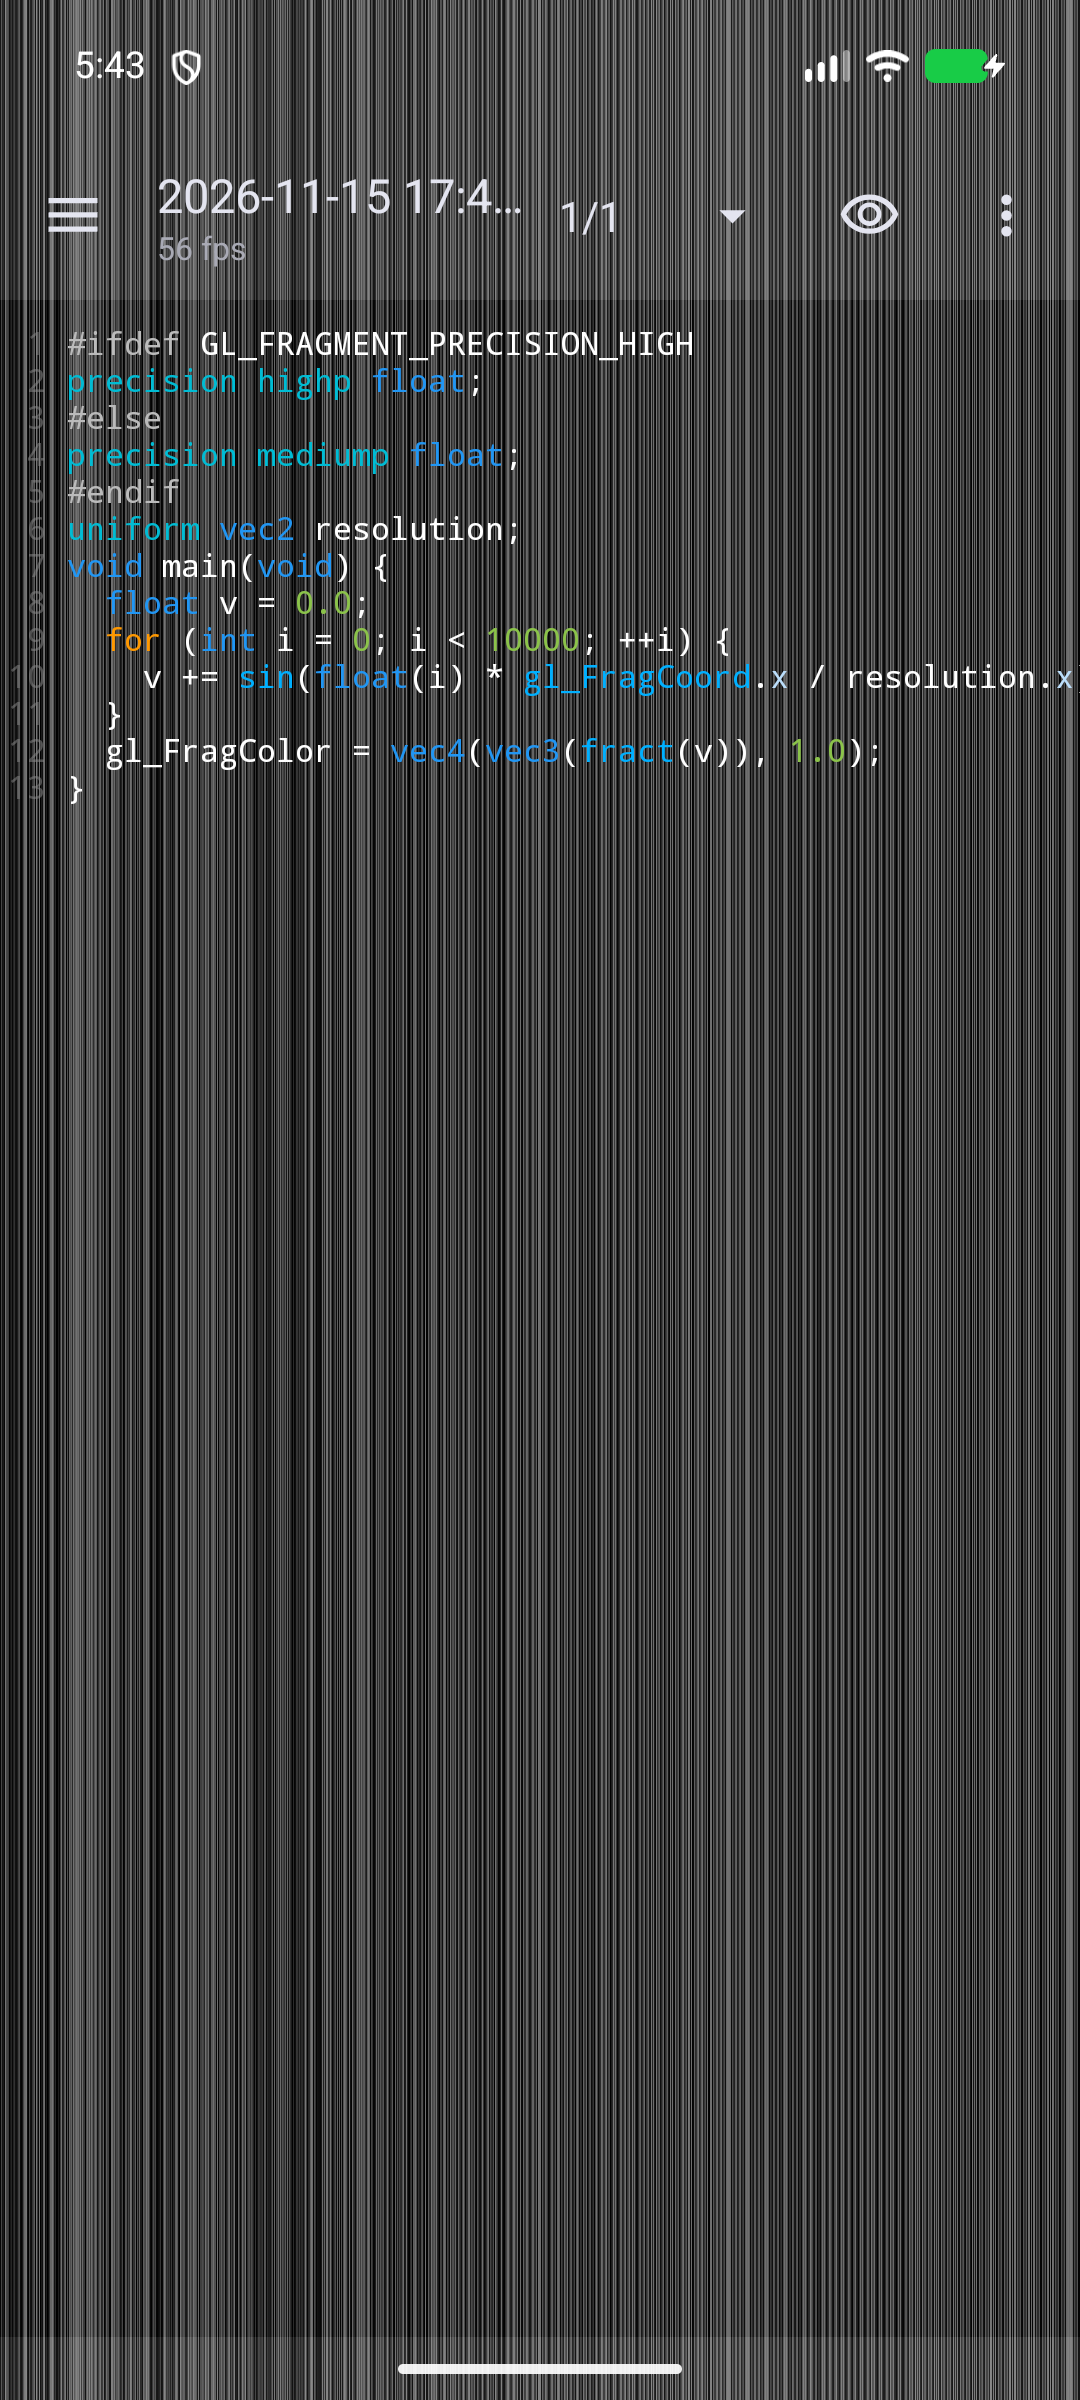 5:43
2026-11-15 17:4...
56 fps
1/1
1 #ifdef GL_FRAGMENT_PRECISION_HIGH
2 precision highp float;
3 #else
4 precision mediump float;
5 #endif
6 uniform vec2 resolution;
7 void main(void) {
8   float v = 0.0;
9   for (int i = 0; i < 10000; ++i) {
10     v += sin(float(i) * gl_FragCoord.x / resolution.x
11   }
12   gl_FragColor = vec4(vec3(fract(v)), 1.0);
13 }